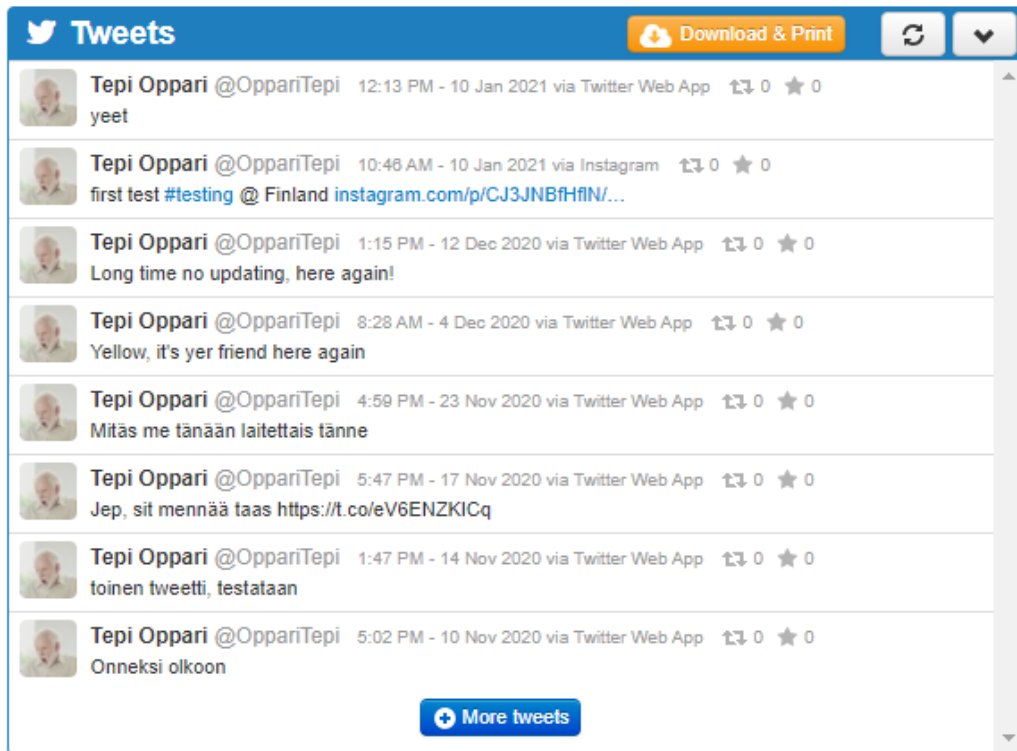 Tweets
Download & Print
Tepi Oppari @OppariTepi 12:13 PM - 10 Jan 2021 via Twitter Web App 0 0
yeet
Tepi Oppari @OppariTepi 10:46 AM - 10 Jan 2021 via Instagram 0 0
first test #testing @ Finland instagram.com/p/CJ3JNBfHflN/...
Tepi Oppari @OppariTepi 1:15 PM - 12 Dec 2020 via Twitter Web App 0 0
Long time no updating, here again!
Tepi Oppari @OppariTepi 8:28 AM - 4 Dec 2020 via Twitter Web App 0 0
Yellow, it's yer friend here again
Tepi Oppari @OppariTepi 4:59 PM - 23 Nov 2020 via Twitter Web App 0 0
Mitäs me tänään laitettais tänne
Tepi Oppari @OppariTepi 5:47 PM - 17 Nov 2020 via Twitter Web App 0 0
Jep, sit mennää taas https://t.co/eV6ENZKICq
Tepi Oppari @OppariTepi 1:47 PM - 14 Nov 2020 via Twitter Web App 0 0
toinen tweetti, testataan
Tepi Oppari @OppariTepi 5:02 PM - 10 Nov 2020 via Twitter Web App 0 0
Onneksi olkoon
More tweets